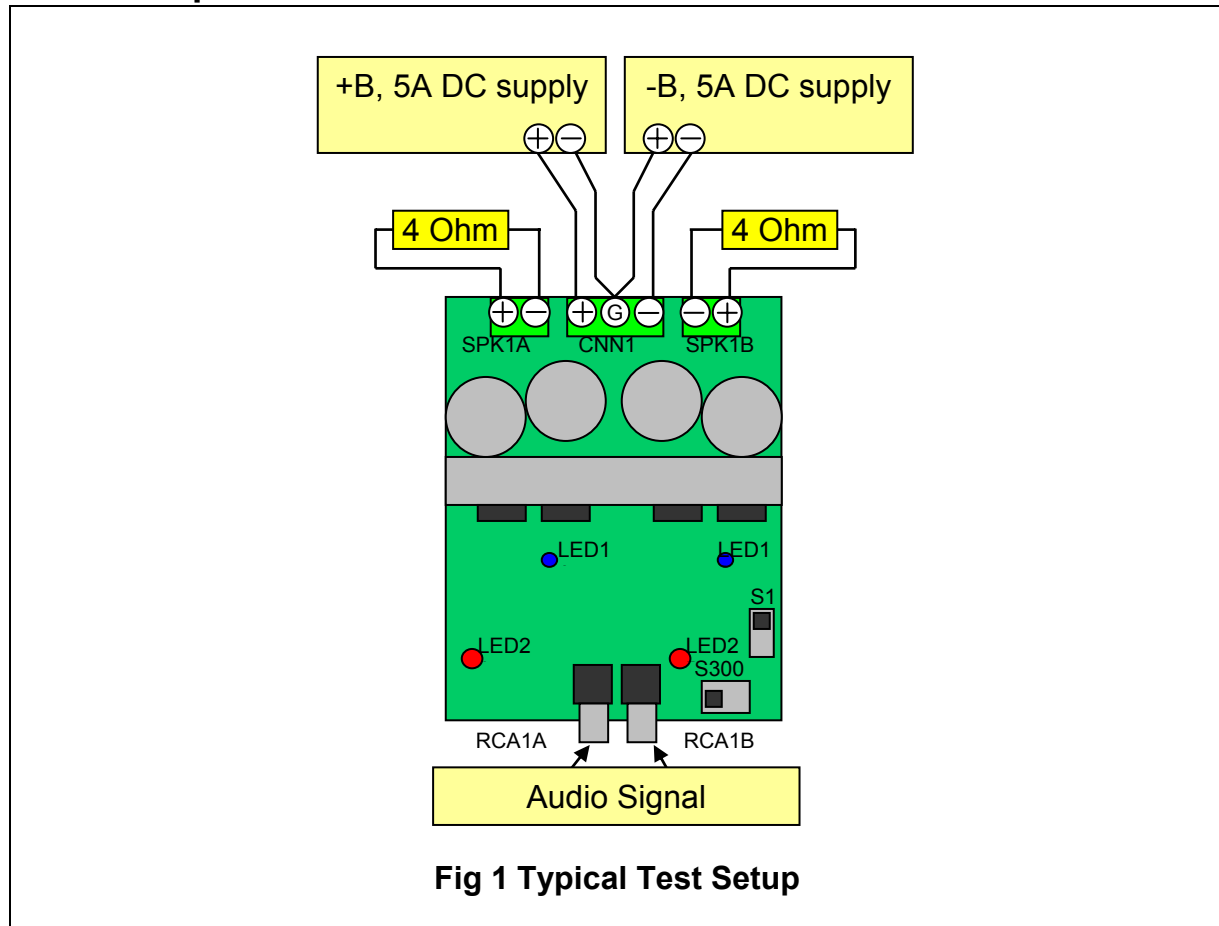 +B, 5A DC supply
-B, 5A DC supply
+ −
+ −
4 Ohm
4 Ohm
+ −
+ G −
− +
SPK1A
CNN1
SPK1B
LED1
LED1
S1
LED2
LED2
S300
RCA1A
RCA1B
Audio Signal
Fig 1 Typical Test Setup